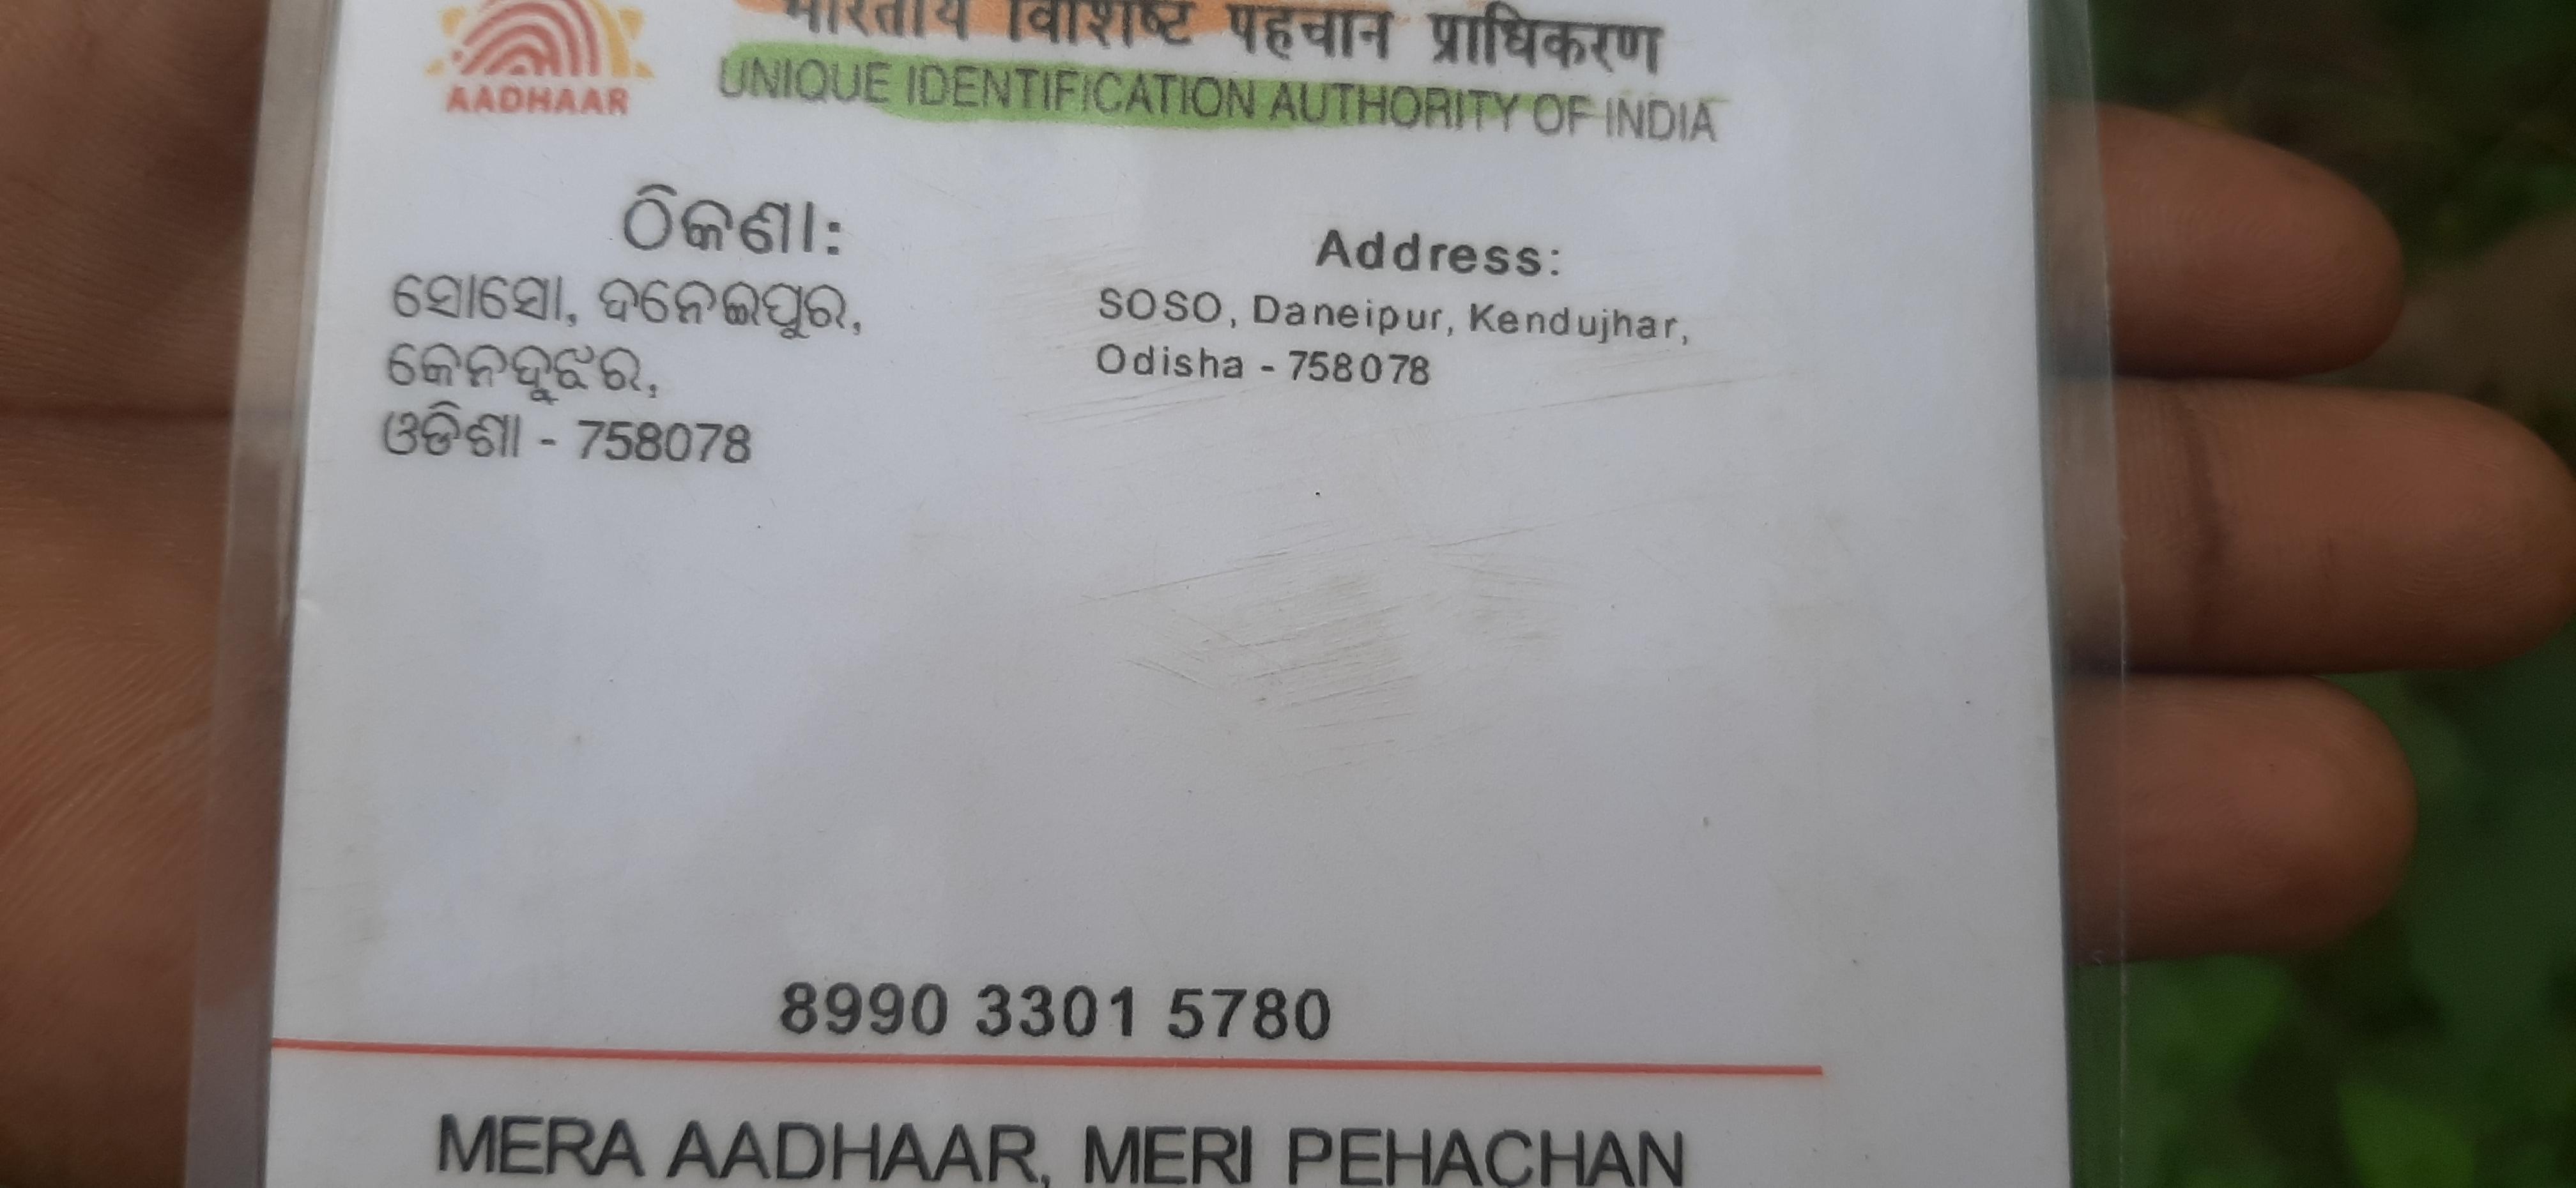 भारतीय विशिष्ट पहचान प्राधिकरण
AADHAAR
UNIQUE IDENTIFICATION AUTHORITY OF INDIA
ଠିକଣା:
ସୋସୋ, ଦନେଇପୁର,
କେନଦୁଝର,
ଓଡିଶା - 758078
Address:
SOSO, Daneipur, Kendujhar,
Odisha - 758078
8990 3301 5780
MERA AADHAAR, MERI PEHACHAN